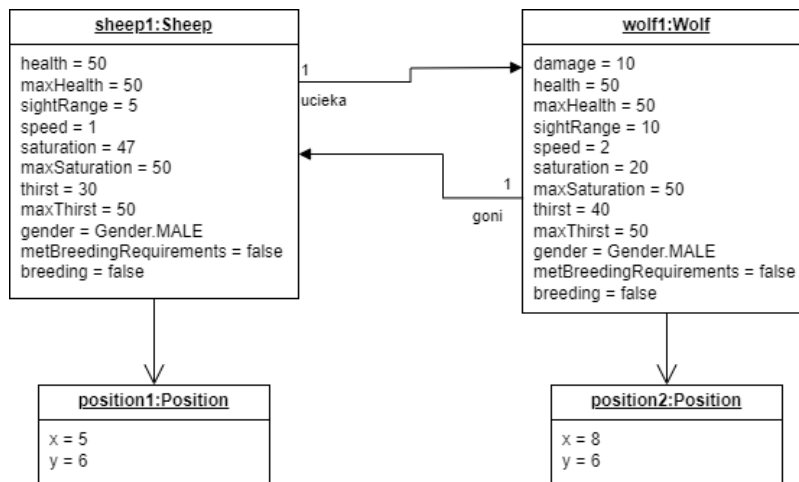 sheep1:Sheep
health = 50
maxHealth = 50
sightRange = 5
speed = 1
saturation = 47
maxSaturation = 50
thirst = 30
maxThirst = 50
gender = Gender.MALE
metBreedingRequirements = false
breeding = false
1
ucieka
1
goni
wolf1:Wolf
damage = 10
health = 50
maxHealth = 50
sightRange = 10
speed = 2
saturation = 20
maxSaturation = 50
thirst = 40
maxThirst = 50
gender = Gender.MALE
metBreedingRequirements = false
breeding = false
position1:Position
x = 5
y = 6
position2:Position
x = 8
y = 6